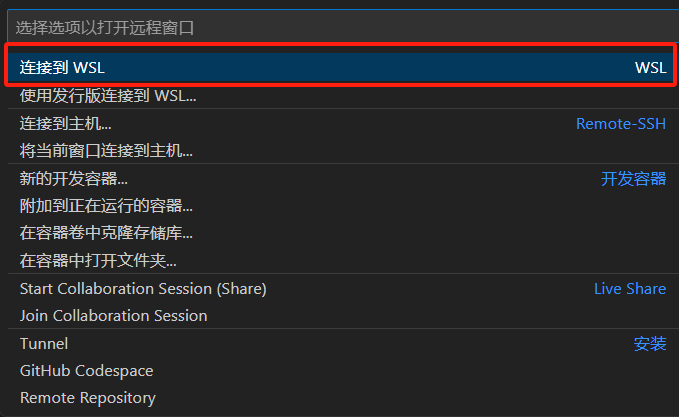 选择选项以打开远程窗口
连接到 WSL WSL
使用发行版连接到 WSL...
连接到主机... Remote-SSH
将当前窗口连接到主机...
新的开发容器... 开发容器
附加到正在运行的容器...
在容器卷中克隆存储库...
在容器中打开文件夹...
Start Collaboration Session (Share) Live Share
Join Collaboration Session
Tunnel 安装
GitHub Codespace
Remote Repository